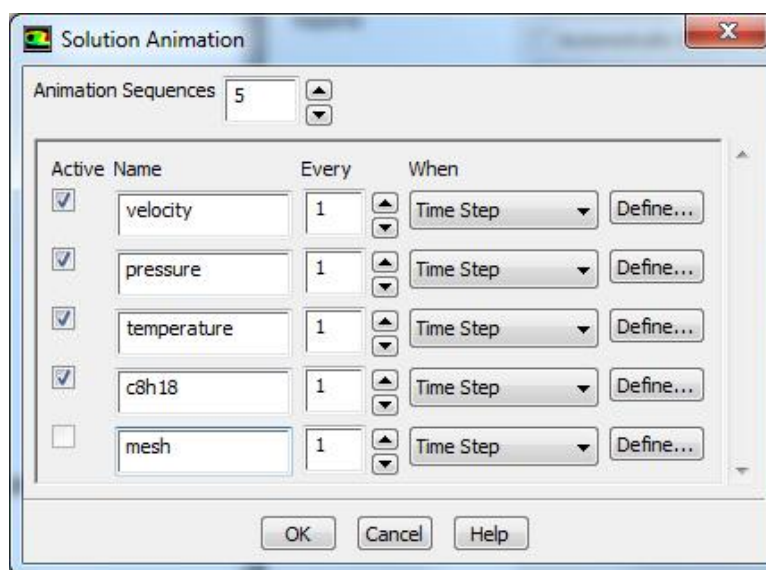 Solution Animation
Animation Sequences 5
Active Name Every When
velocity 1 Time Step Define...
pressure 1 Time Step Define...
temperature 1 Time Step Define...
c8h18 1 Time Step Define...
mesh 1 Time Step Define...
OK Cancel Help